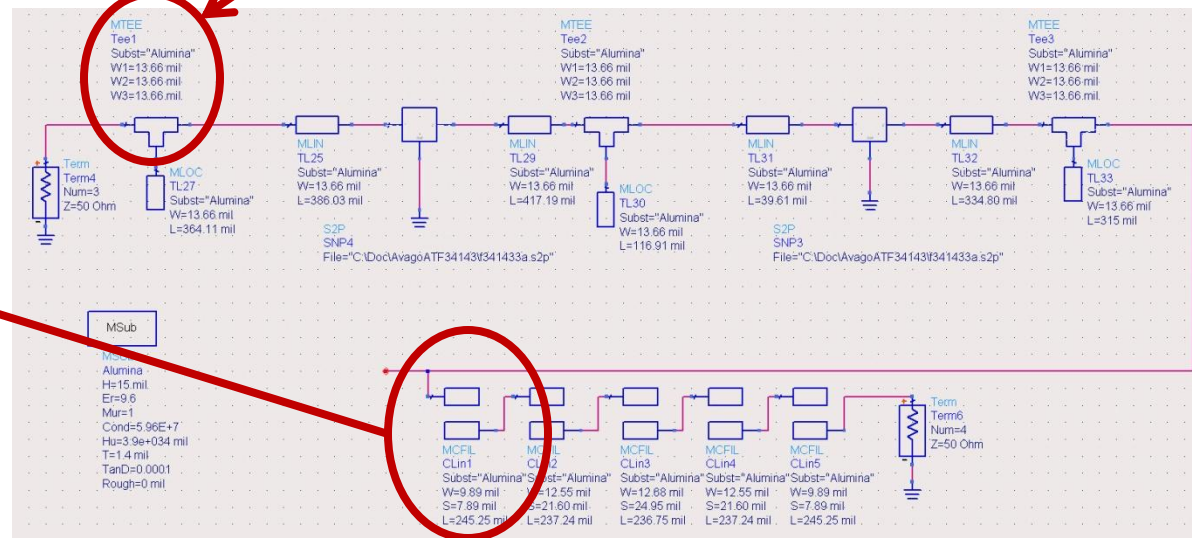 MTEE
Tee1
Subst="Alumina"
W1=13.66 mil
W2=13.66 mil
W3=13.66 mil
MTEE
Tee2
Subst="Alumina"
W1=13.66 mil
W2=13.66 mil
W3=13.66 mil
MTEE
Tee3
Subst="Alumina"
W1=13.66 mil
W2=13.66 mil
W3=13.66 mil
Term
Term4
Num=3
Z=50 Ohm
MLOC
TL27
Subst="Alumina"
W=13.66 mil
L=364.11 mil
MLIN
TL25
Subst="Alumina"
W=13.66 mil
L=386.03 mil
S2P
SNP4
File="C:\Doc\AvagoATF34143\f341433a.s2p"
MLIN
TL29
Subst="Alumina"
W=13.66 mil
L=417.19 mil
MLOC
TL30
Subst="Alumina"
W=13.66 mil
L=116.91 mil
MLIN
TL31
Subst="Alumina"
W=13.66 mil
L=39.61 mil
S2P
SNP3
File="C:\Doc\AvagoATF34143\f341433a.s2p"
MLIN
TL32
Subst="Alumina"
W=13.66 mil
L=334.80 mil
MLOC
TL33
Subst="Alumina"
W=13.66 mil
L=315 mil
MSub
Alumina
H=15 mil
Er=9.6
Mur=1
Cond=5.96E+7
Hu=3.9e+034 mil
T=1.4 mil
TanD=0.0001
Rough=0 mil
MCFIL
CLin1
Subst="Alumina"
W=9.89 mil
S=7.89 mil
L=245.25 mil
MCFIL
CLin2
Subst="Alumina"
W=12.55 mil
S=21.60 mil
L=237.24 mil
MCFIL
CLin3
Subst="Alumina"
W=12.68 mil
S=24.95 mil
L=236.75 mil
MCFIL
CLin4
Subst="Alumina"
W=12.55 mil
S=21.60 mil
L=237.24 mil
MCFIL
CLin5
Subst="Alumina"
W=9.89 mil
S=7.89 mil
L=245.25 mil
Term
Term6
Num=4
Z=50 Ohm